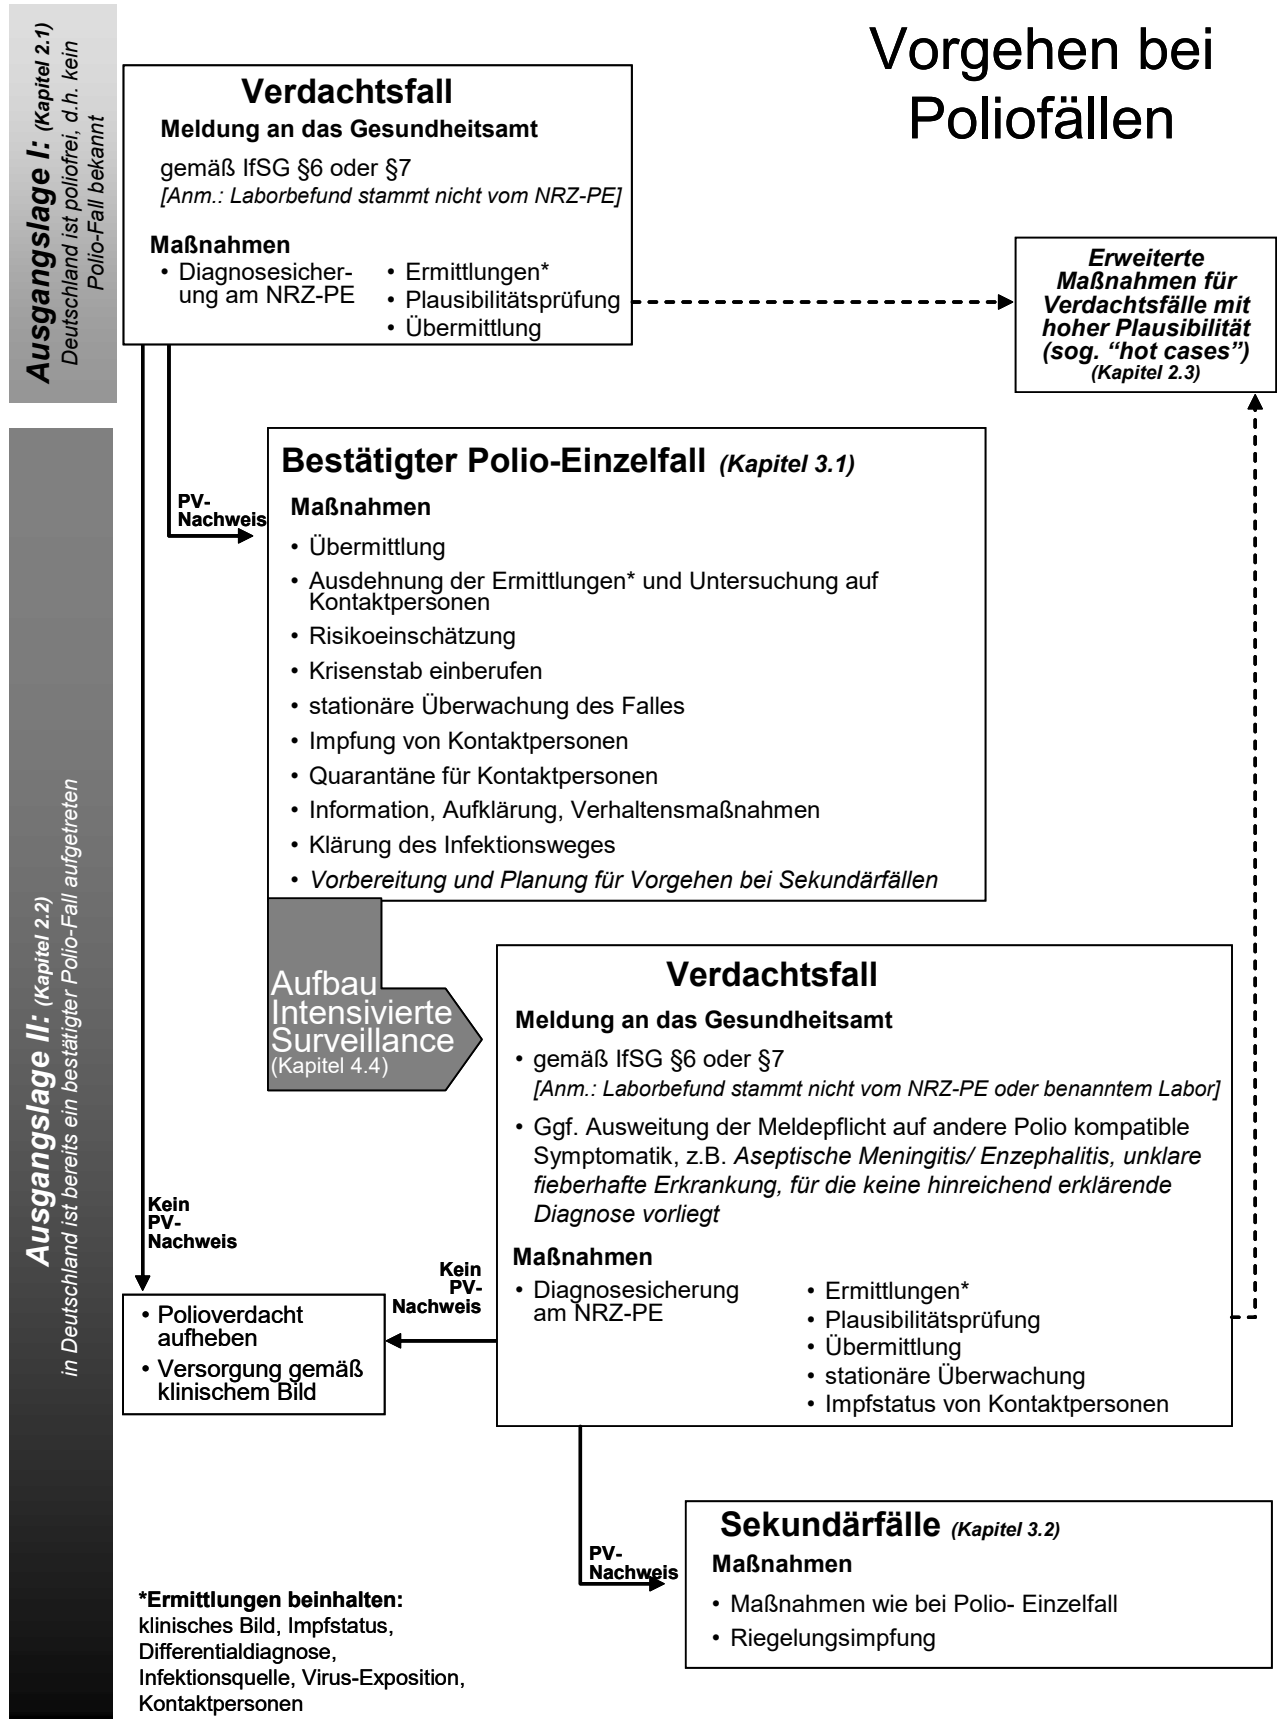 Vorgehen bei
Poliofällen
Ausgangslage I: (Kapitel 2.1)
Deutschland ist poliofrei, d.h. kein
Polio-Fall bekannt
Verdachtsfall
Meldung an das Gesundheitsamt
gemäß IfSG §6 oder §7
[Anm.: Laborbefund stammt nicht vom NRZ-PE]
Maßnahmen
• Diagnosesicher-
ung am NRZ-PE
• Ermittlungen*
• Plausibilitätsprüfung
• Übermittlung
Erweiterte
Maßnahmen für
Verdachtsfälle mit
hoher Plausibilität
(sog. “hot cases”)
(Kapitel 2.3)
Ausgangslage II: (Kapitel 2.2)
in Deutschland ist bereits ein bestätigter Polio-Fall aufgetreten
PV-
Nachweis
Bestätigter Polio-Einzelfall (Kapitel 3.1)
Maßnahmen
• Übermittlung
• Ausdehnung der Ermittlungen* und Untersuchung auf
Kontaktpersonen
• Risikoeinschätzung
• Krisenstab einberufen
• stationäre Überwachung des Falles
• Impfung von Kontaktpersonen
• Quarantäne für Kontaktpersonen
• Information, Aufklärung, Verhaltensmaßnahmen
• Klärung des Infektionsweges
• Vorbereitung und Planung für Vorgehen bei Sekundärfällen
Aufbau
Intensivierte
Surveillance
(Kapitel 4.4)
Verdachtsfall
Meldung an das Gesundheitsamt
• gemäß IfSG §6 oder §7
[Anm.: Laborbefund stammt nicht vom NRZ-PE oder benanntem Labor]
• Ggf. Ausweitung der Meldepflicht auf andere Polio kompatible
Symptomatik, z.B. Aseptische Meningitis/ Enzephalitis, unklare
fieberhafte Erkrankung, für die keine hinreichend erklärende
Diagnose vorliegt
Maßnahmen
• Diagnosesicherung
am NRZ-PE
• Ermittlungen*
• Plausibilitätsprüfung
• Übermittlung
• stationäre Überwachung
• Impfstatus von Kontaktpersonen
Kein
PV-
Nachweis
Kein
PV-
Nachweis
• Polioverdacht
aufheben
• Versorgung gemäß
klinischem Bild
PV-
Nachweis
Sekundärfälle (Kapitel 3.2)
Maßnahmen
• Maßnahmen wie bei Polio- Einzelfall
• Riegelungsimpfung
*Ermittlungen beinhalten:
klinisches Bild, Impfstatus,
Differentialdiagnose,
Infektionsquelle, Virus-Exposition,
Kontaktpersonen